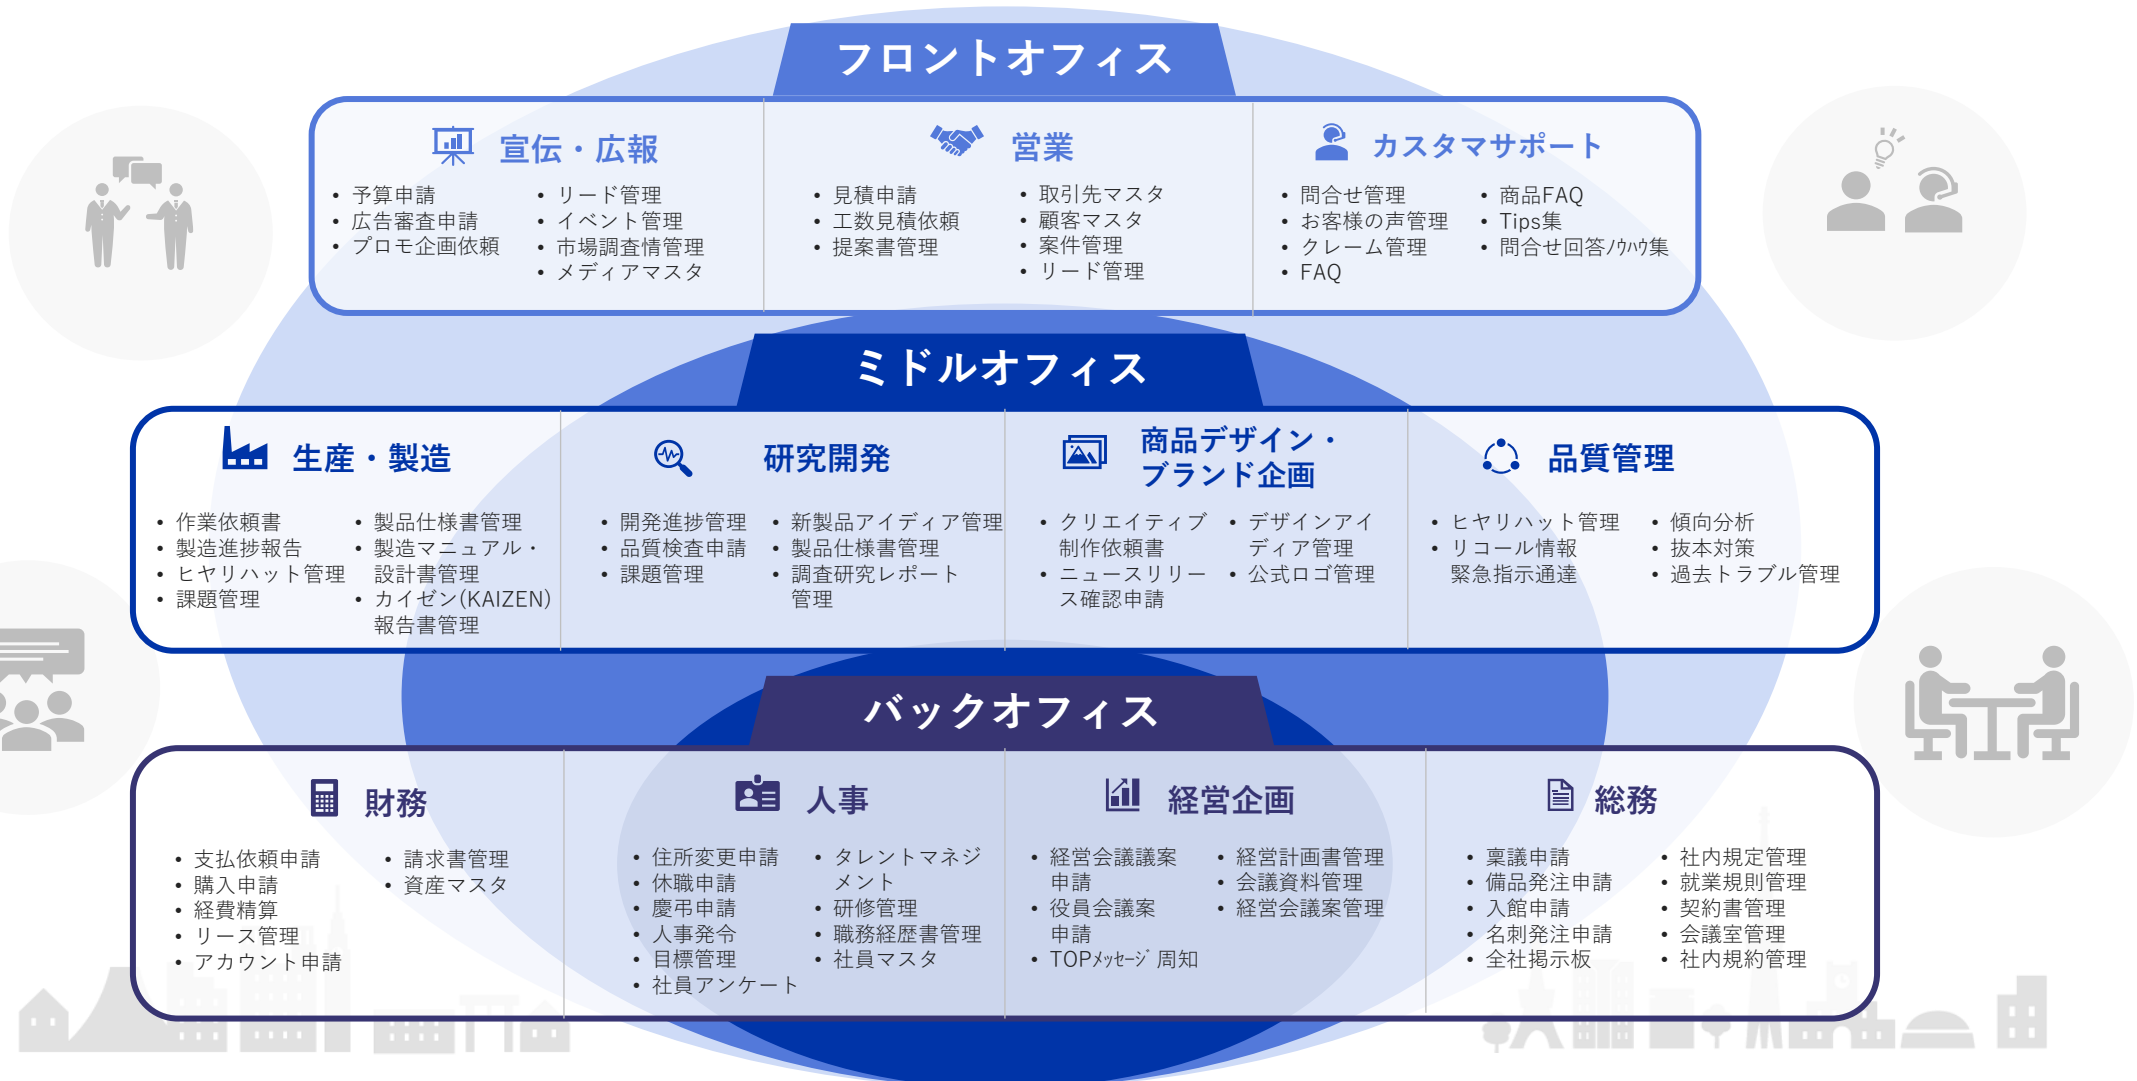 フロントオフィス
宣伝・広報
• 予算申請
• 広告審査申請
• プロモ企画依頼
• リード管理
• イベント管理
• 市場調査情管理
• メディアマスタ
営業
• 見積申請
• 工数見積依頼
• 提案書管理
• 取引先マスタ
• 顧客マスタ
• 案件管理
• リード管理
カスタマサポート
• 問合せ管理
• お客様の声管理
• クレーム管理
• FAQ
• 商品FAQ
• Tips集
• 問合せ回答ﾉｳﾊｳ集
ミドルオフィス
生産・製造
• 作業依頼書
• 製造進捗報告
• ヒヤリハット管理
• 課題管理
• 製品仕様書管理
• 製造マニュアル・
設計書管理
• カイゼン(KAIZEN)
報告書管理
研究開発
• 開発進捗管理
• 品質検査申請
• 課題管理
• 新製品アイディア管理
• 製品仕様書管理
• 調査研究レポート
管理
商品デザイン・
ブランド企画
• クリエイティブ
制作依頼書
• ニュースリリー
ス確認申請
• デザインアイ
ディア管理
• 公式ロゴ管理
品質管理
• ヒヤリハット管理
• リコール情報
緊急指示通達
• 傾向分析
• 抜本対策
• 過去トラブル管理
バックオフィス
財務
• 支払依頼申請
• 購入申請
• 経費精算
• リース管理
• アカウント申請
• 請求書管理
• 資産マスタ
人事
• 住所変更申請
• 休職申請
• 慶弔申請
• 人事発令
• 目標管理
• 社員アンケート
• タレントマネジ
メント
• 研修管理
• 職務経歴書管理
• 社員マスタ
経営企画
• 経営会議議案
申請
• 役員会議案
申請
• TOPﾒｯｾｰｼﾞ周知
• 経営計画書管理
• 会議資料管理
• 経営会議案管理
総務
• 稟議申請
• 備品発注申請
• 入館申請
• 名刺発注申請
• 全社掲示板
• 社内規定管理
• 就業規則管理
• 契約書管理
• 会議室管理
• 社内規約管理